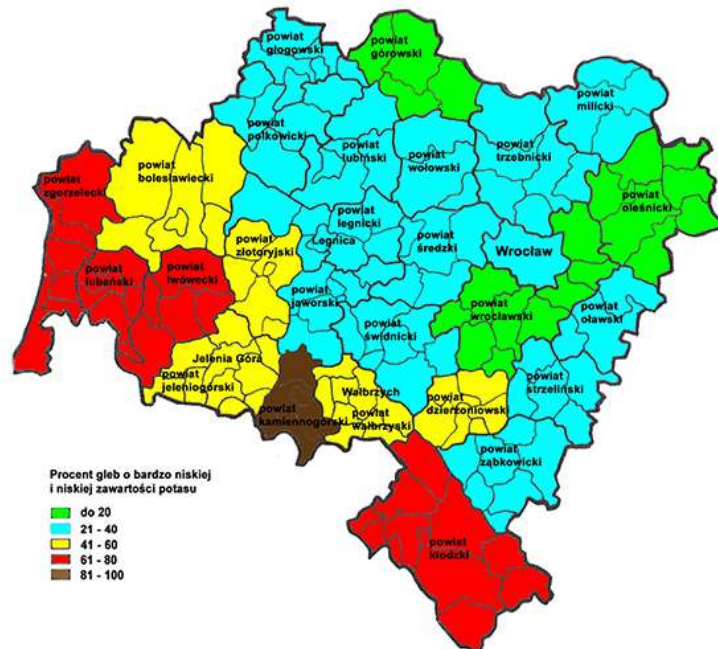 powiat
głogowski
powiat
górowski
powiat
milicki
powiat
polkowicki
powiat
lubiński
powiat
wołowski
powiat
trzebnicki
powiat
bolesławiecki
powiat
zgorzelecki
powiat
oleśnicki
powiat
legnicki
Legnica
powiat
złotoryjski
powiat
średzki
Wrocław
powiat
lubański
powiat
lwówecki
powiat
jaworski
powiat
wrocławski
powiat
oławski
powiat
świdnicki
Jelenia Góra
powiat
jeleniogórski
Wałbrzych
powiat
wałbrzyski
powiat
kamiennogórski
powiat
dzierżoniowski
powiat
strzeliński
powiat
ząbkowicki
powiat
kłodzki
Procent gleb o bardzo niskiej
i niskiej zawartości potasu
do 20
21 - 40
41 - 60
61 - 80
81 - 100